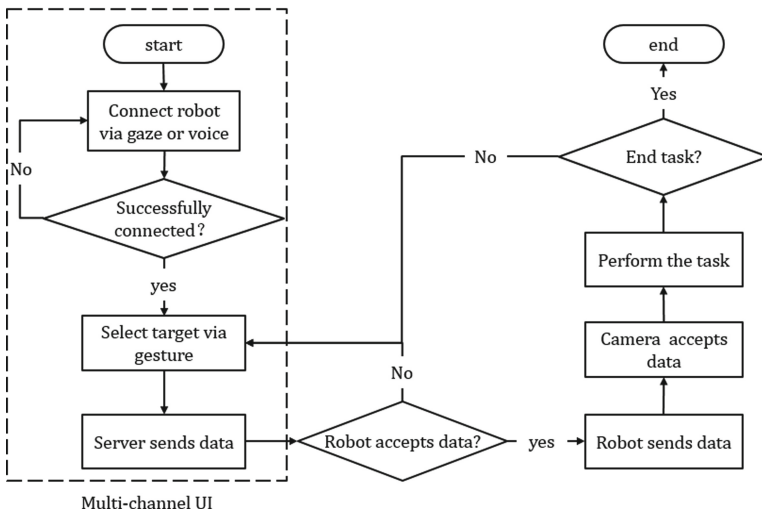 start
Connect robot
via gaze or voice
No
Successfully
connected?
yes
Select target via
gesture
Server sends data
Multi-channel UI
Robot accepts data?
No
yes
Robot sends data
Camera accepts
data
Perform the task
End task?
No
Yes
end